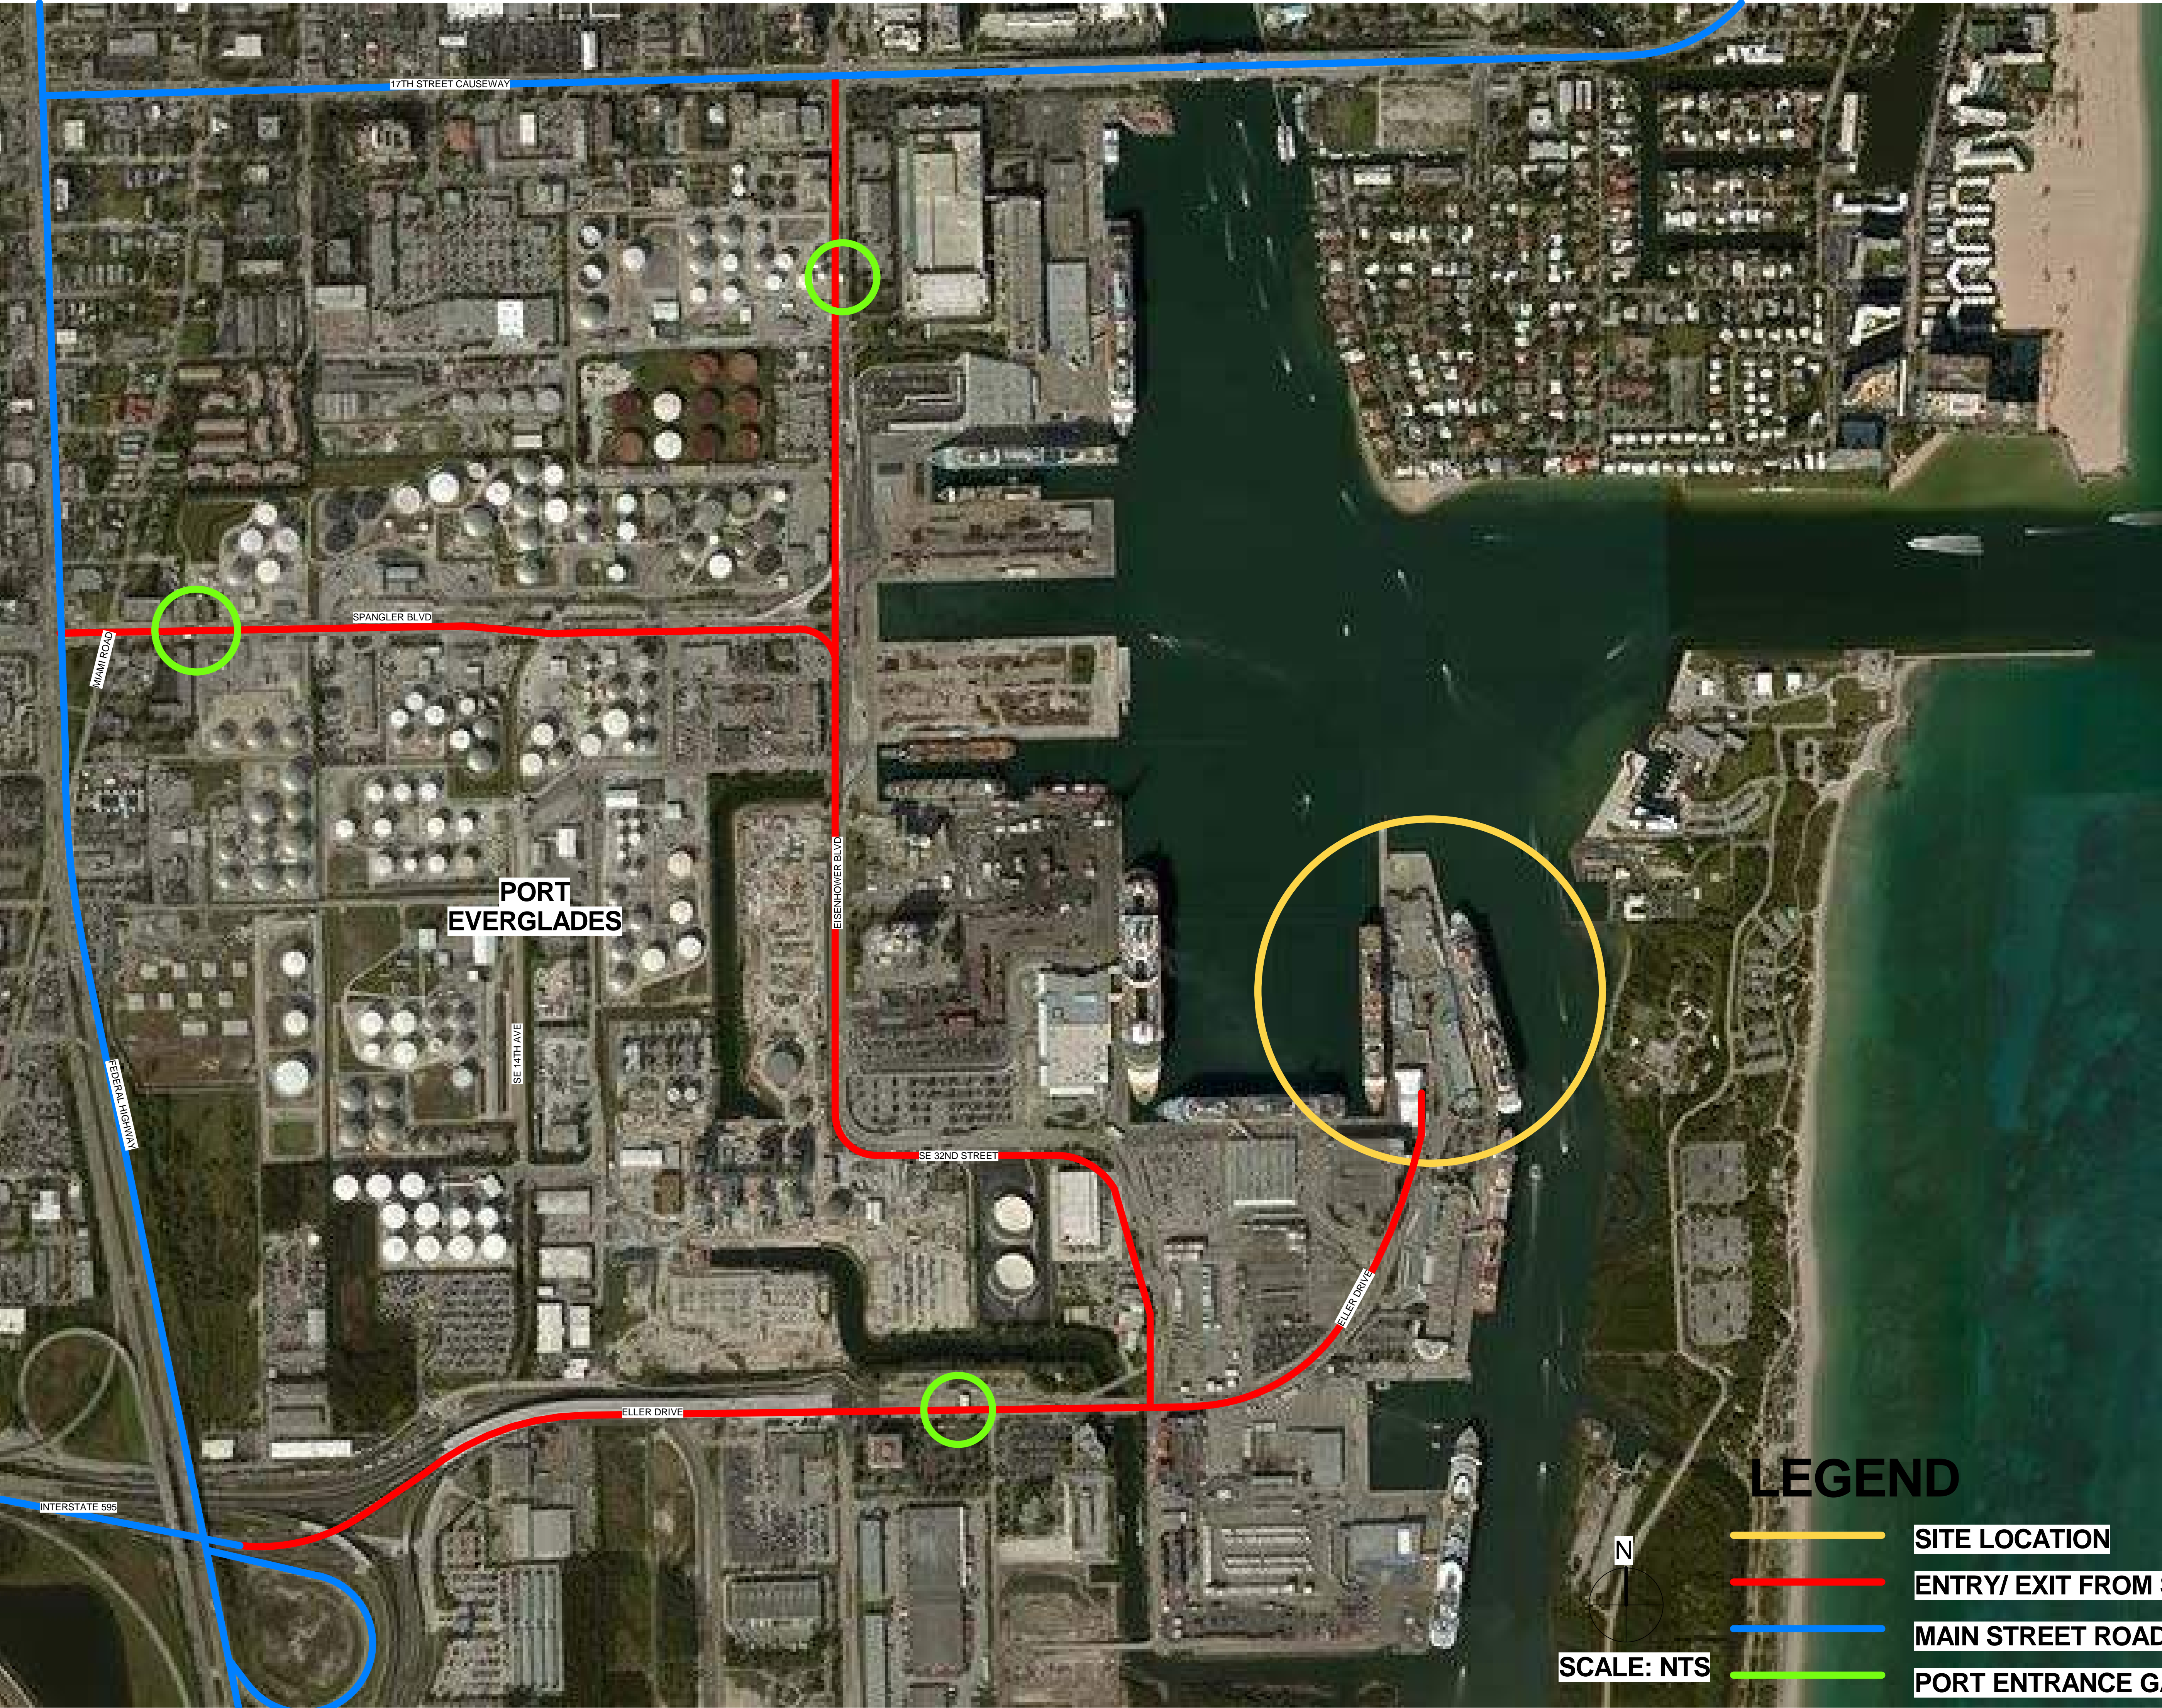 17TH STREET CAUSEWAY
SPANGLER BLVD
MIAMI ROAD
EISENHOWER BLVD
PORT
EVERGLADES
SE 14TH AVE
FEDERAL HIGHWAY
SE 32ND STREET
ELLER DRIVE
ELLER DRIVE
INTERSTATE 595
LEGEND
N
SCALE: NTS
SITE LOCATION
ENTRY/ EXIT FROM S
MAIN STREET ROAD
PORT ENTRANCE GA